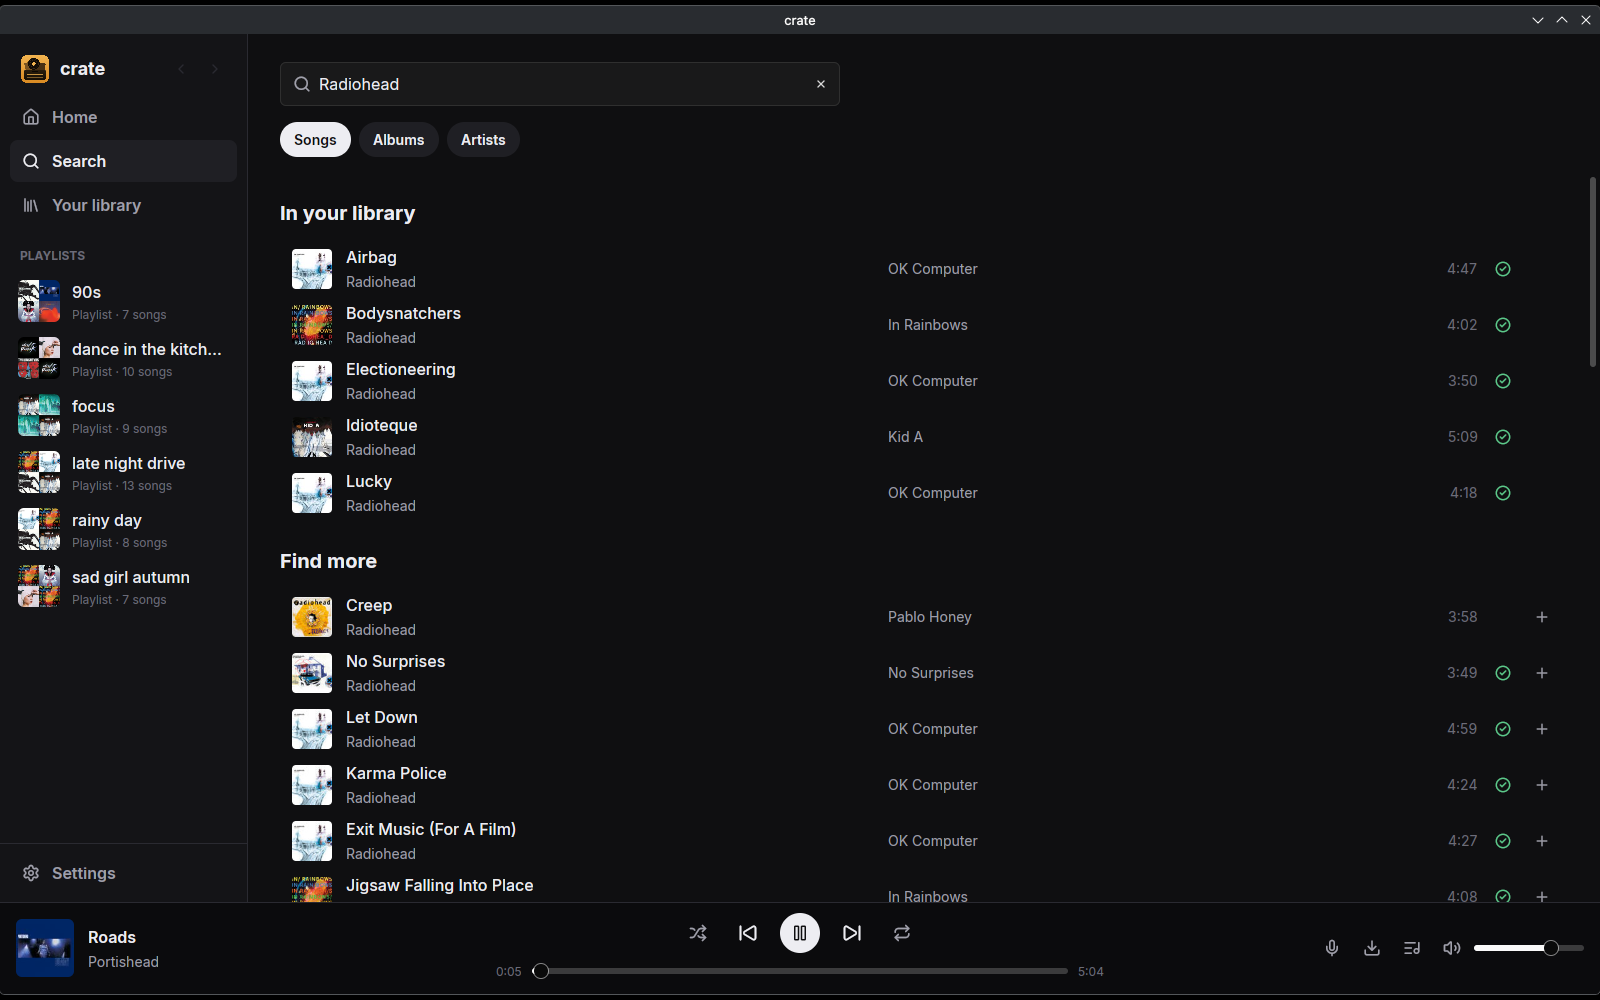 crate
crate
Home
Search
Your library
PLAYLISTS
90s
Playlist · 7 songs
dance in the kitch...
Playlist · 10 songs
focus
Playlist · 9 songs
late night drive
Playlist · 13 songs
rainy day
Playlist · 8 songs
sad girl autumn
Playlist · 7 songs
Settings
Radiohead
Songs Albums Artists
In your library
Airbag
Radiohead
OK Computer 4:47
Bodysnatchers
Radiohead
In Rainbows 4:02
Electioneering
Radiohead
OK Computer 3:50
Idioteque
Radiohead
Kid A 5:09
Lucky
Radiohead
OK Computer 4:18
Find more
Creep
Radiohead
Pablo Honey 3:58
No Surprises
Radiohead
No Surprises 3:49
Let Down
Radiohead
OK Computer 4:59
Karma Police
Radiohead
OK Computer 4:24
Exit Music (For A Film)
Radiohead
OK Computer 4:27
Jigsaw Falling Into Place
In Rainbows 4:08
Roads
Portishead
0:05 5:04